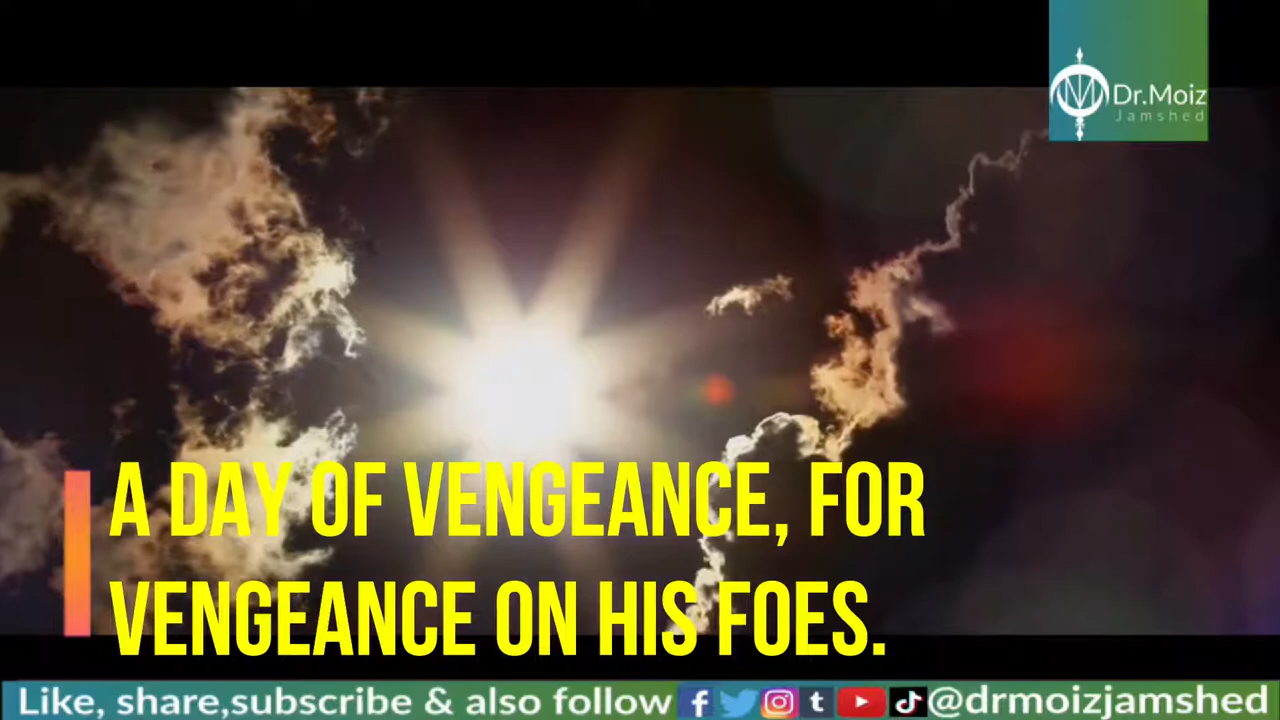 Dr.Moiz
Jamshed
A DAY OF VENGEANCE, FOR
VENGEANCE ON HIS FOES.
Like, share,subscribe & also follow @drmoizjamshed